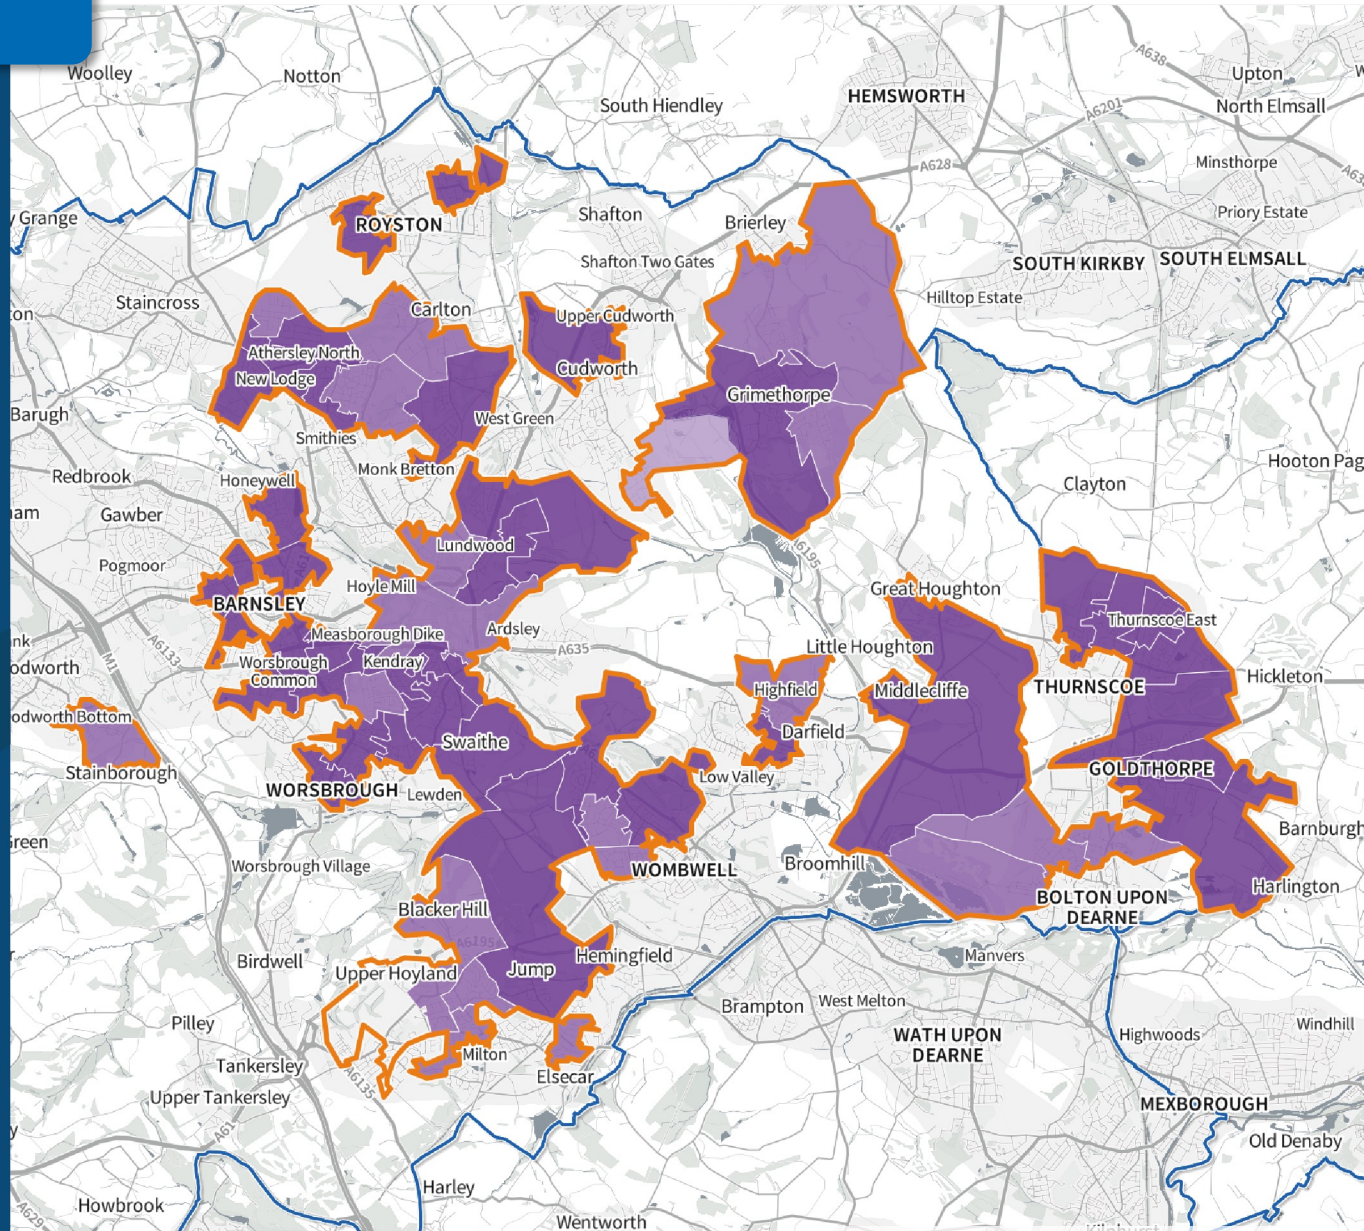 Woolley
Notton
South Hiendley
HEMSWORTH
A638
Upton
North Elmsall
A6201
A628
Minsthorpe
Grange
ROYSTON
Shafton
Brierley
Priory Estate
Shafton Two Gates
SOUTH KIRKBY
SOUTH ELMSALL
Staincross
Carlton
Upper Cudworth
Hilltop Estate
Athersley North
New Lodge
Cudworth
Grimethorpe
Barugh
West Green
Smithies
Monk Bretton
Redbrook
Honeywell
Hooton Pag
Clayton
Gawber
Lundwood
A6195
Pogmoor
Hoyle Mill
Great Houghton
BARNSLEY
Measborough Dike
Ardsley
Thurnscoe East
A6133
M1
A635
Little Houghton
Worsbrough
Common
Kendray
Highfield
Middlecliffe
THURNSCOE
Hickleton
odworth
odworth Bottom
Swaithe
Darfield
Stainborough
Low Valley
GOLDTHORPE
WORSBROUGH
Lewden
Barnburgh
Green
Worsbrough Village
WOMBWELL
Broomhill
Harlington
BOLTON UPON
DEARNE
Blacker Hill
A6195
Hemingfield
Manvers
Birdwell
Upper Hoyland
Jump
Brampton
West Melton
Pilley
WATH UPON
DEARNE
Highwoods
Windhill
Milton
Tankersley
A6135
Elsecar
Upper Tankersley
MEXBOROUGH
A61
Old Denaby
Harley
Howbrook
A629
Wentworth